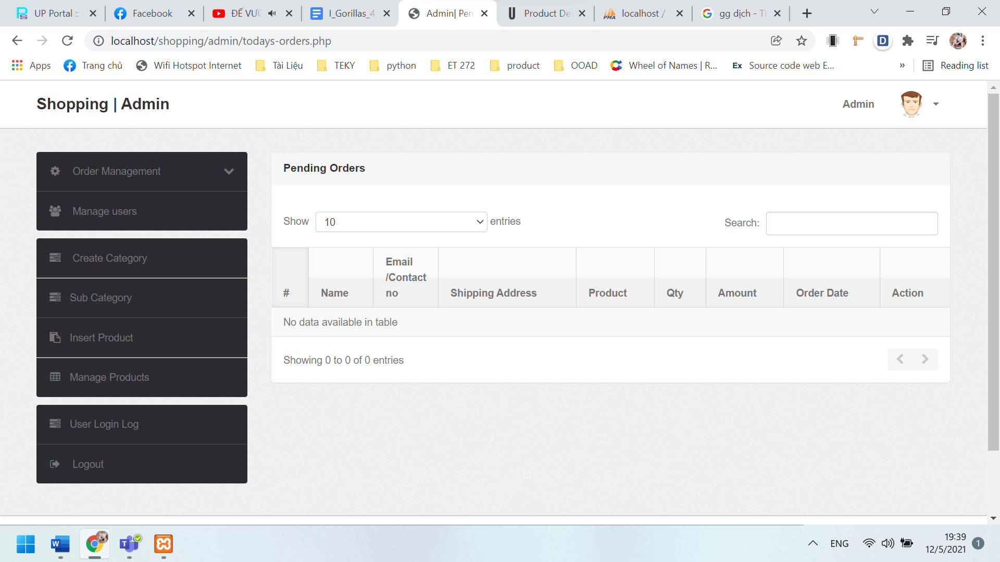 UP Portal ::
Facebook
ĐẾ VƯƠ
I_Gorillas_4
Admin| Pen
Product De
localhost /
gg dịch - Tì
localhost/shopping/admin/todays-orders.php
D
Apps
Trang chủ
Wifi Hotspot Internet
Tài Liệu
TEKY
python
ET 272
product
OOAD
Wheel of Names | R...
Ex
Source code web E...
»
Reading list
Shopping | Admin
Admin
Order Management
Manage users
Create Category
Sub Category
Insert Product
Manage Products
User Login Log
Logout
Pending Orders
Show 10 entries
Search:
# Name Email /Contact no Shipping Address Product Qty Amount Order Date Action
No data available in table
Showing 0 to 0 of 0 entries
ENG
19:39
12/5/2021
1